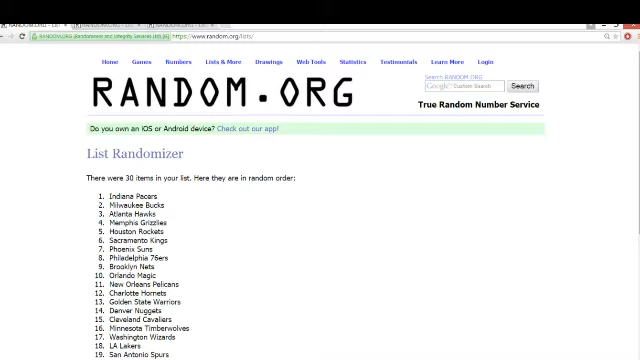 RANDOM.ORG (Randomness and Integrity Services Ltd) [IE] https://www.random.org/lists/
Home Games Numbers Lists & More Drawings Web Tools Statistics Testimonials Learn More Login
RANDOM.ORG
Search RANDOM.ORG
Google™ Custom Search Search
True Random Number Service
Do you own an iOS or Android device? Check out our app!
List Randomizer
There were 30 items in your list. Here they are in random order:
1. Indiana Pacers
2. Milwaukee Bucks
3. Atlanta Hawks
4. Memphis Grizzlies
5. Houston Rockets
6. Sacramento Kings
7. Phoenix Suns
8. Philadelphia 76ers
9. Brooklyn Nets
10. Orlando Magic
11. New Orleans Pelicans
12. Charlotte Hornets
13. Golden State Warriors
14. Denver Nuggets
15. Cleveland Cavaliers
16. Minnesota Timberwolves
17. Washington Wizards
18. LA Lakers
19. San Antonio Spurs